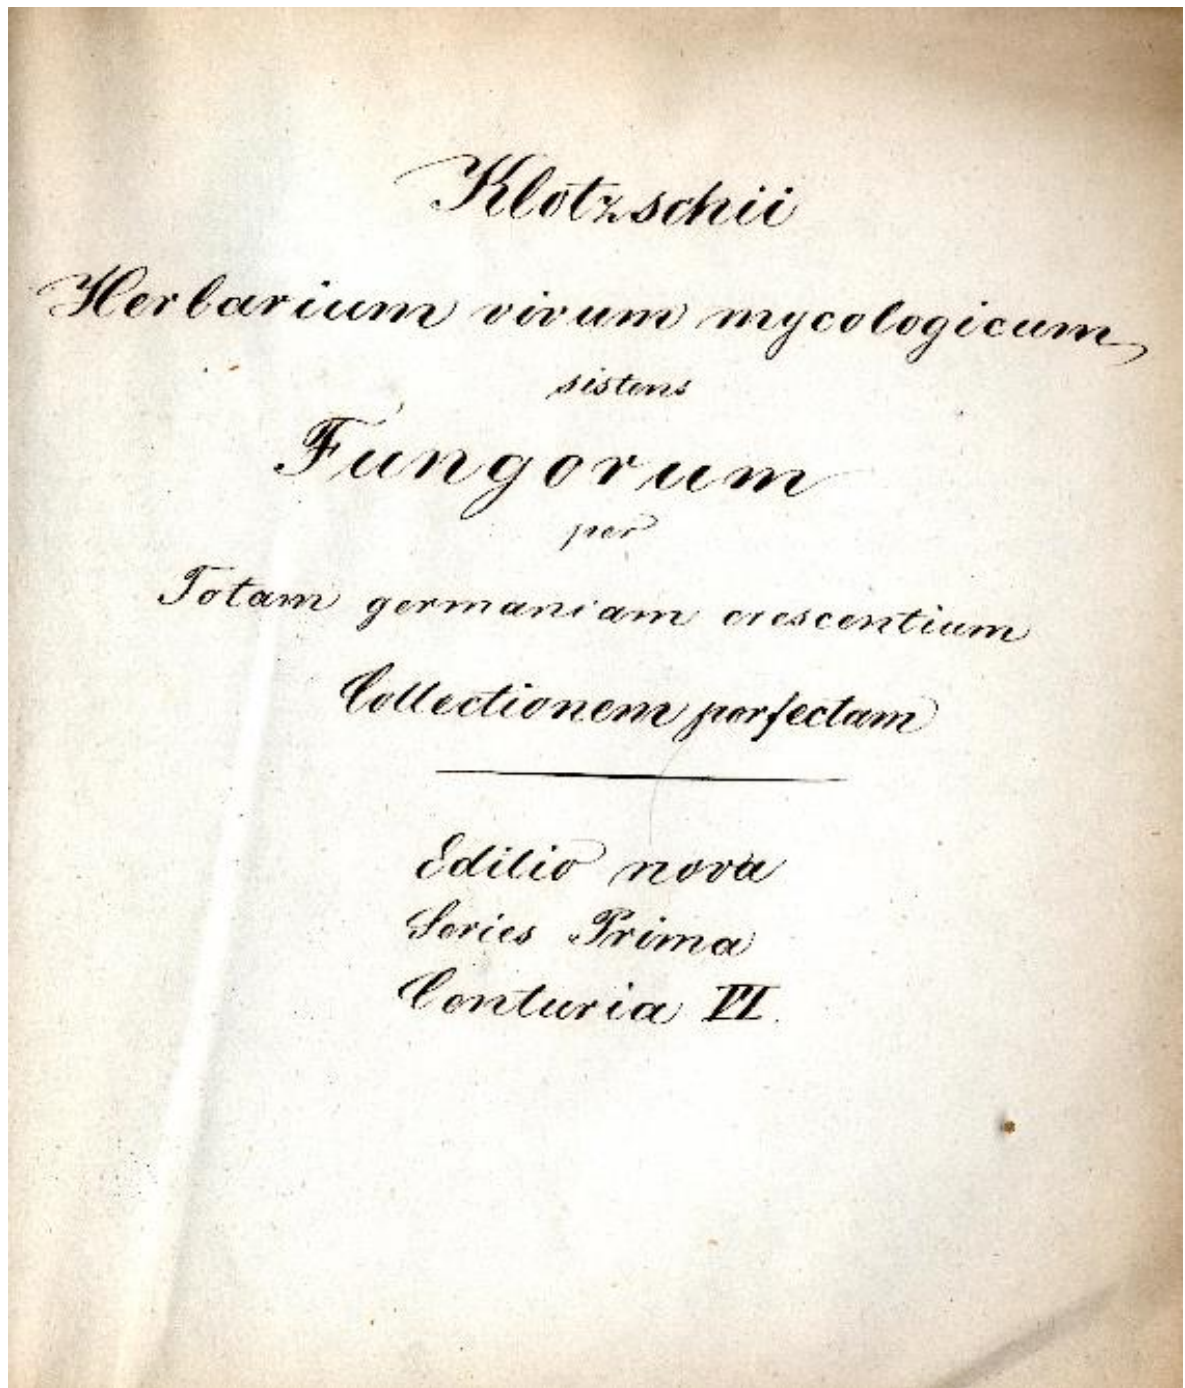 Klotzschii
Herbarium vivum mycologicum
sistens
Fungorum
per
Totam germaniam crescentium
Collectionem perfectam
Editio nova
Series Prima
Centuria VI.